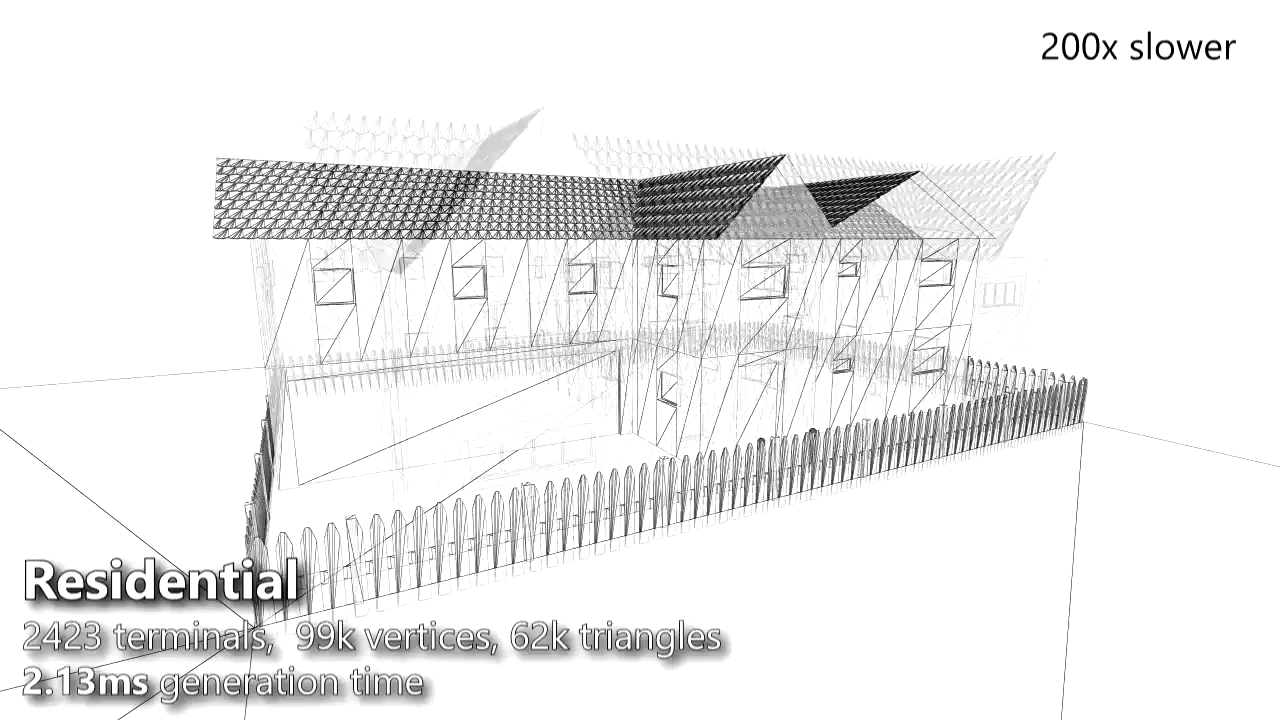 200x slower
Residential
2423 terminals, 99k vertices, 62k triangles
2.13ms generation time